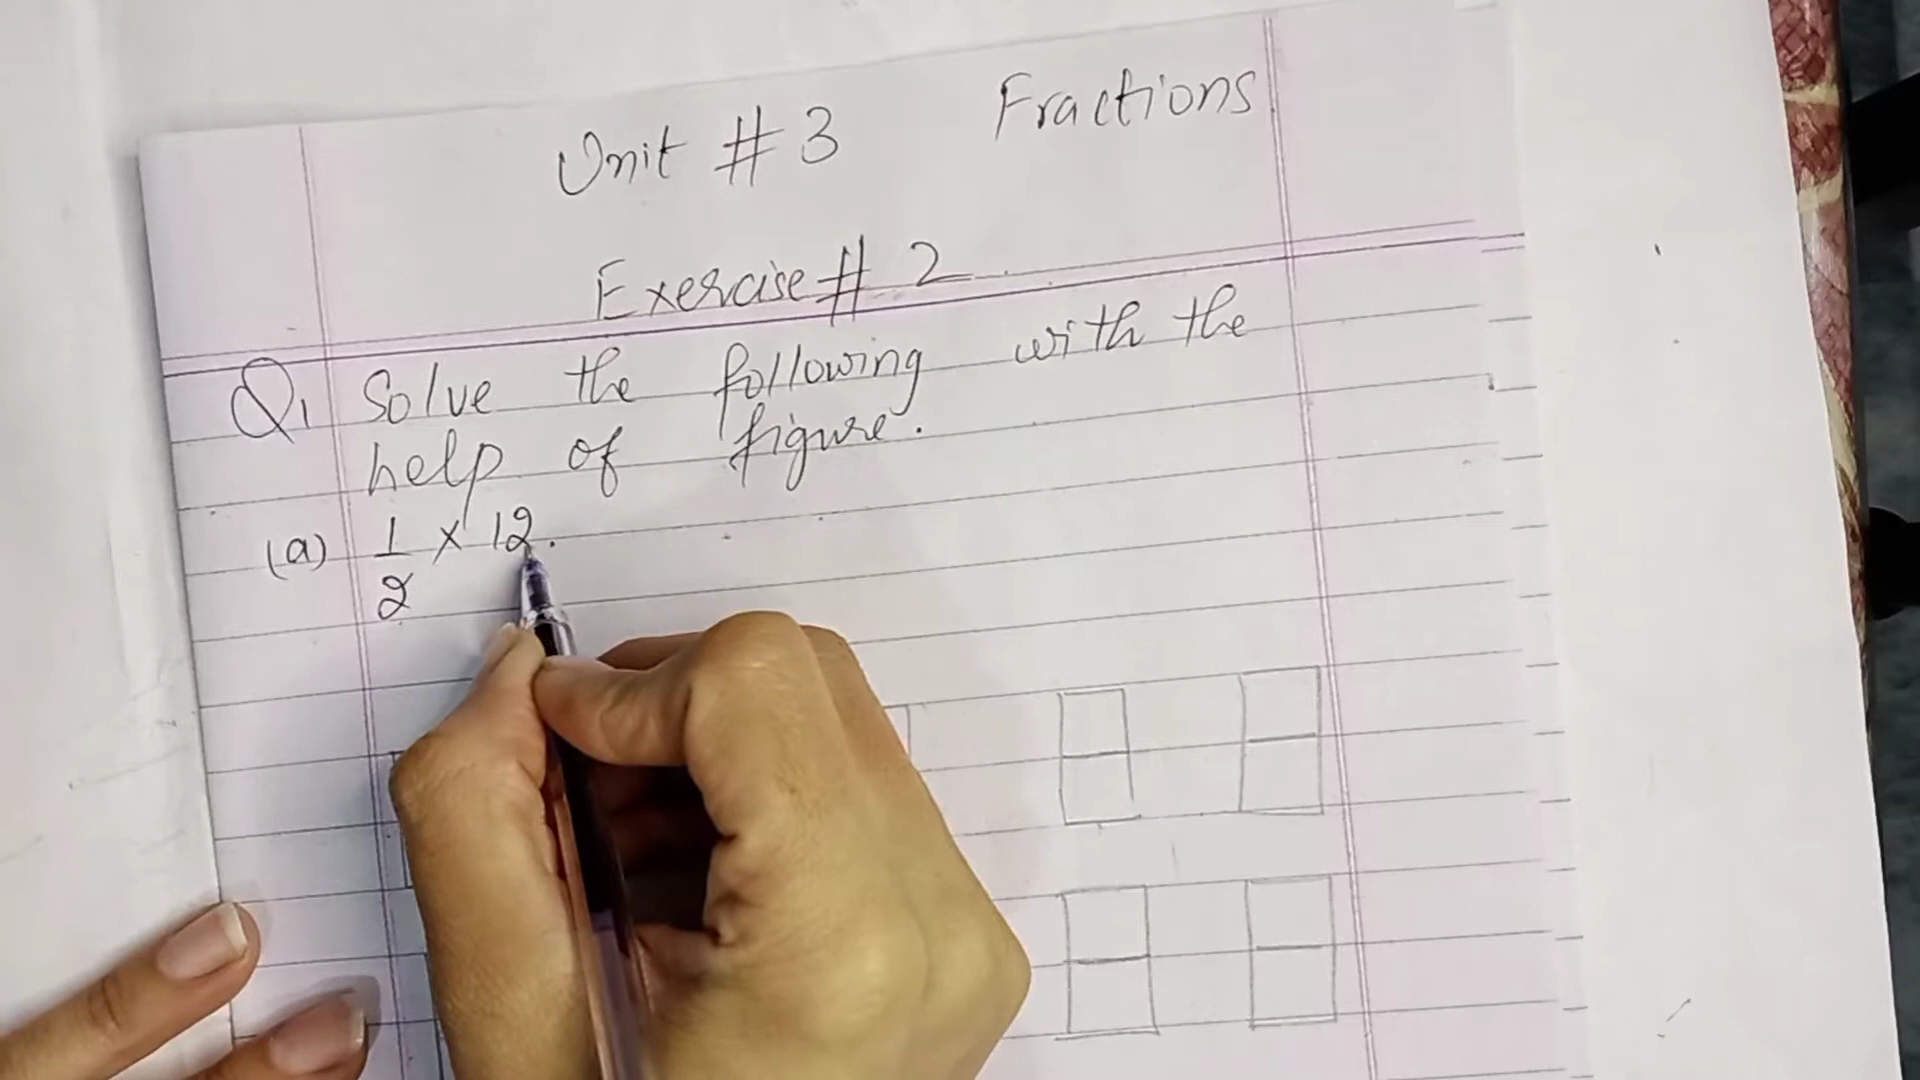 Unit # 3 Fractions
Exercise # 2
Q1 Solve the following with the
help of figure.
(a) 1/2 × 12.